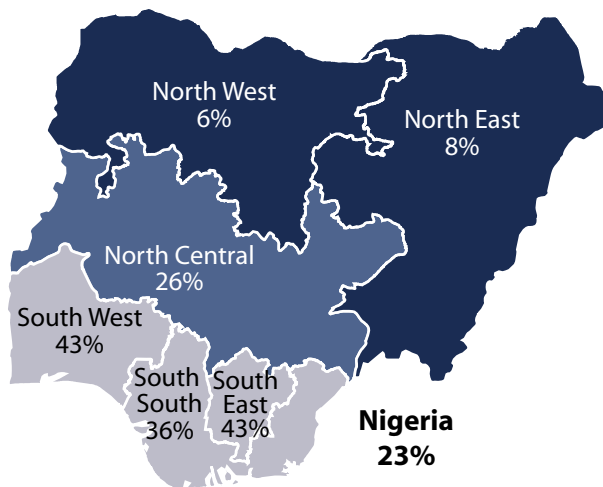 North West
6%
North East
8%
North Central
26%
South West
43%
South
South
36%
South
East
43%
Nigeria
23%